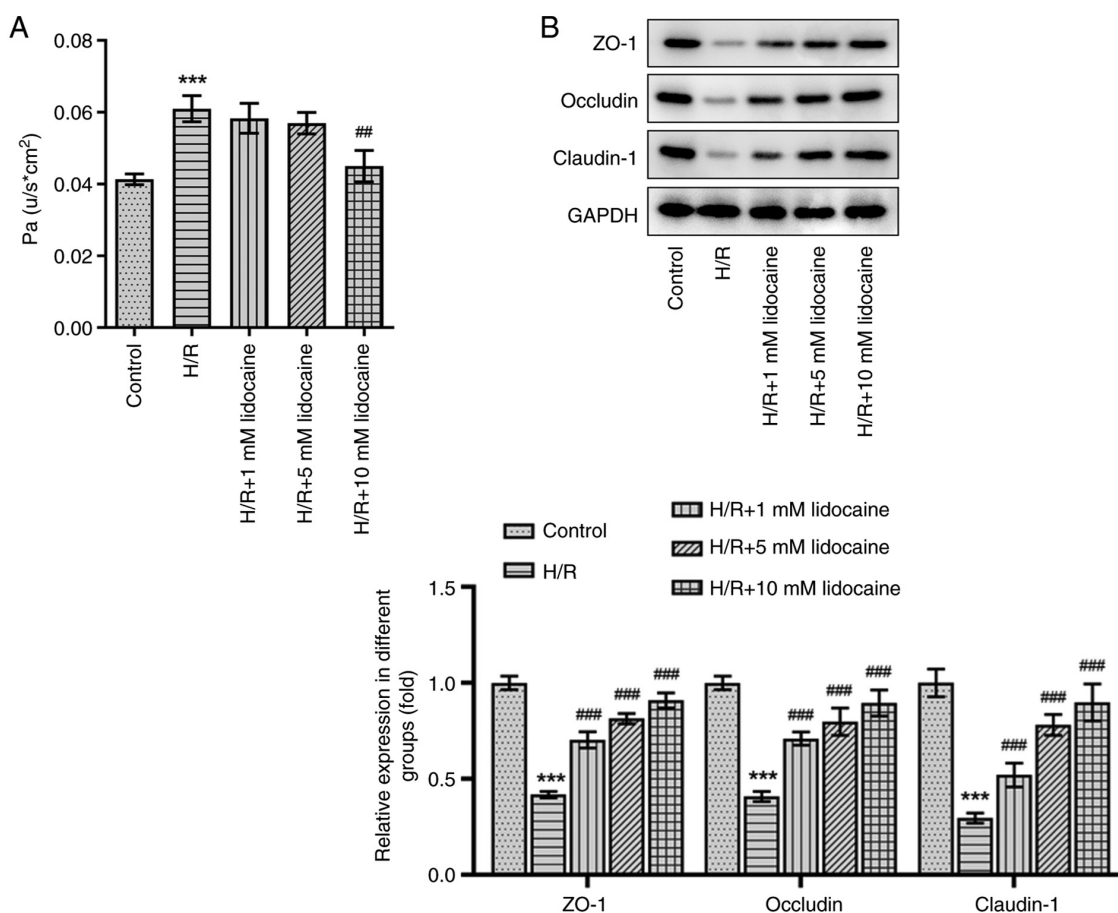 A
Pa (u/s*cm2)
0.08
0.06
0.04
0.02
0.00
***
##
Control
H/R
H/R+1 mM lidocaine
H/R+5 mM lidocaine
H/R+10 mM lidocaine
B
ZO-1
Occludin
Claudin-1
GAPDH
Control
H/R
H/R+1 mM lidocaine
H/R+5 mM lidocaine
H/R+10 mM lidocaine
Control
H/R
H/R+1 mM lidocaine
H/R+5 mM lidocaine
H/R+10 mM lidocaine
Relative expression in different
groups (fold)
1.5
1.0
0.5
0.0
***
###
###
###
***
###
###
###
***
###
###
###
ZO-1
Occludin
Claudin-1